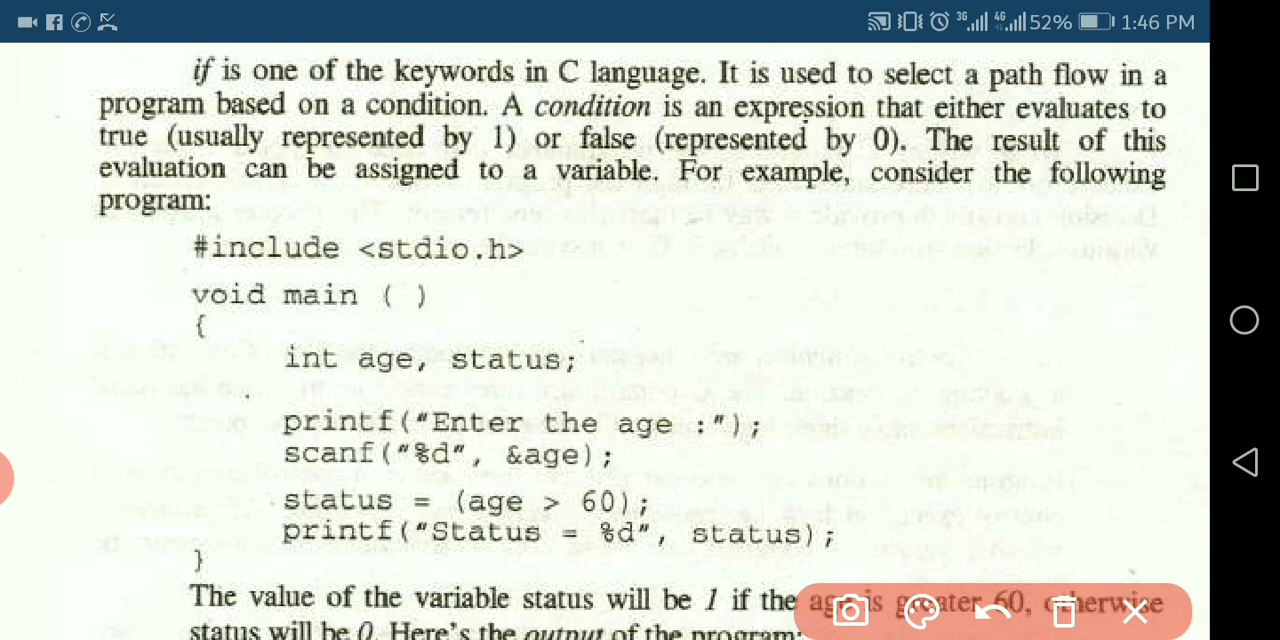 3G 4G 52% 1:46 PM
if is one of the keywords in C language. It is used to select a path flow in a
program based on a condition. A condition is an expression that either evaluates to
true (usually represented by 1) or false (represented by 0). The result of this
evaluation can be assigned to a variable. For example, consider the following
program:
#include <stdio.h>
void main ( )
{
int age, status;
printf("Enter the age :");
scanf("%d", &age);
status = (age > 60);
printf("Status = %d", status);
}
The value of the variable status will be 1 if the age is greater 60, otherwise
status will be 0. Here's the output of the program: